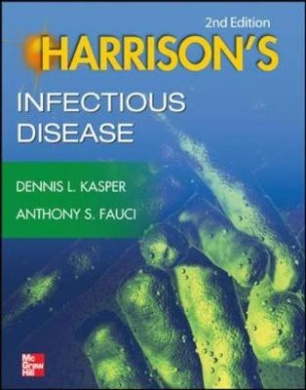 2nd Edition
HARRISON'S
INFECTIOUS
DISEASE
DENNIS L. KASPER
ANTHONY S. FAUCI
Mc
Graw
Hill